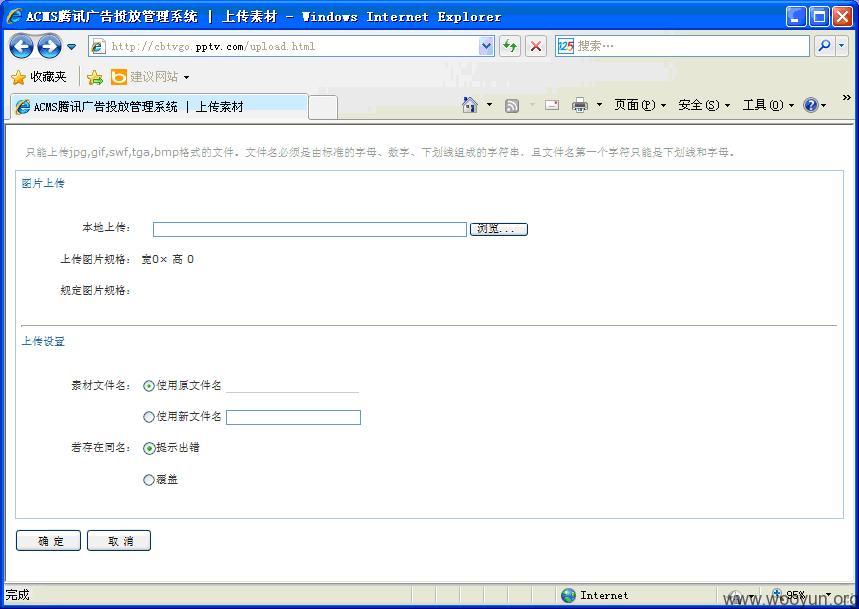 ACMS腾讯广告投放管理系统 | 上传素材 - Windows Internet Explorer
http://cbtvgo.pptv.com/upload.html
搜索…
收藏夹
建议网站
ACMS腾讯广告投放管理系统 | 上传素材
页面(P)
安全(S)
工具(O)
»
只能上传jpg,gif,swf,tga,bmp格式的文件。文件名必须是由标准的字母、数字、下划线组成的字符串，且文件名第一个字符只能是下划线和字母。
图片上传
本地上传：
浏览...
上传图片规格： 宽0× 高 0
规定图片规格：
上传设置
素材文件名： 使用原文件名
使用新文件名
若存在同名： 提示出错
覆盖
确 定 取 消
完成
Internet
95%
www.wooyun.org